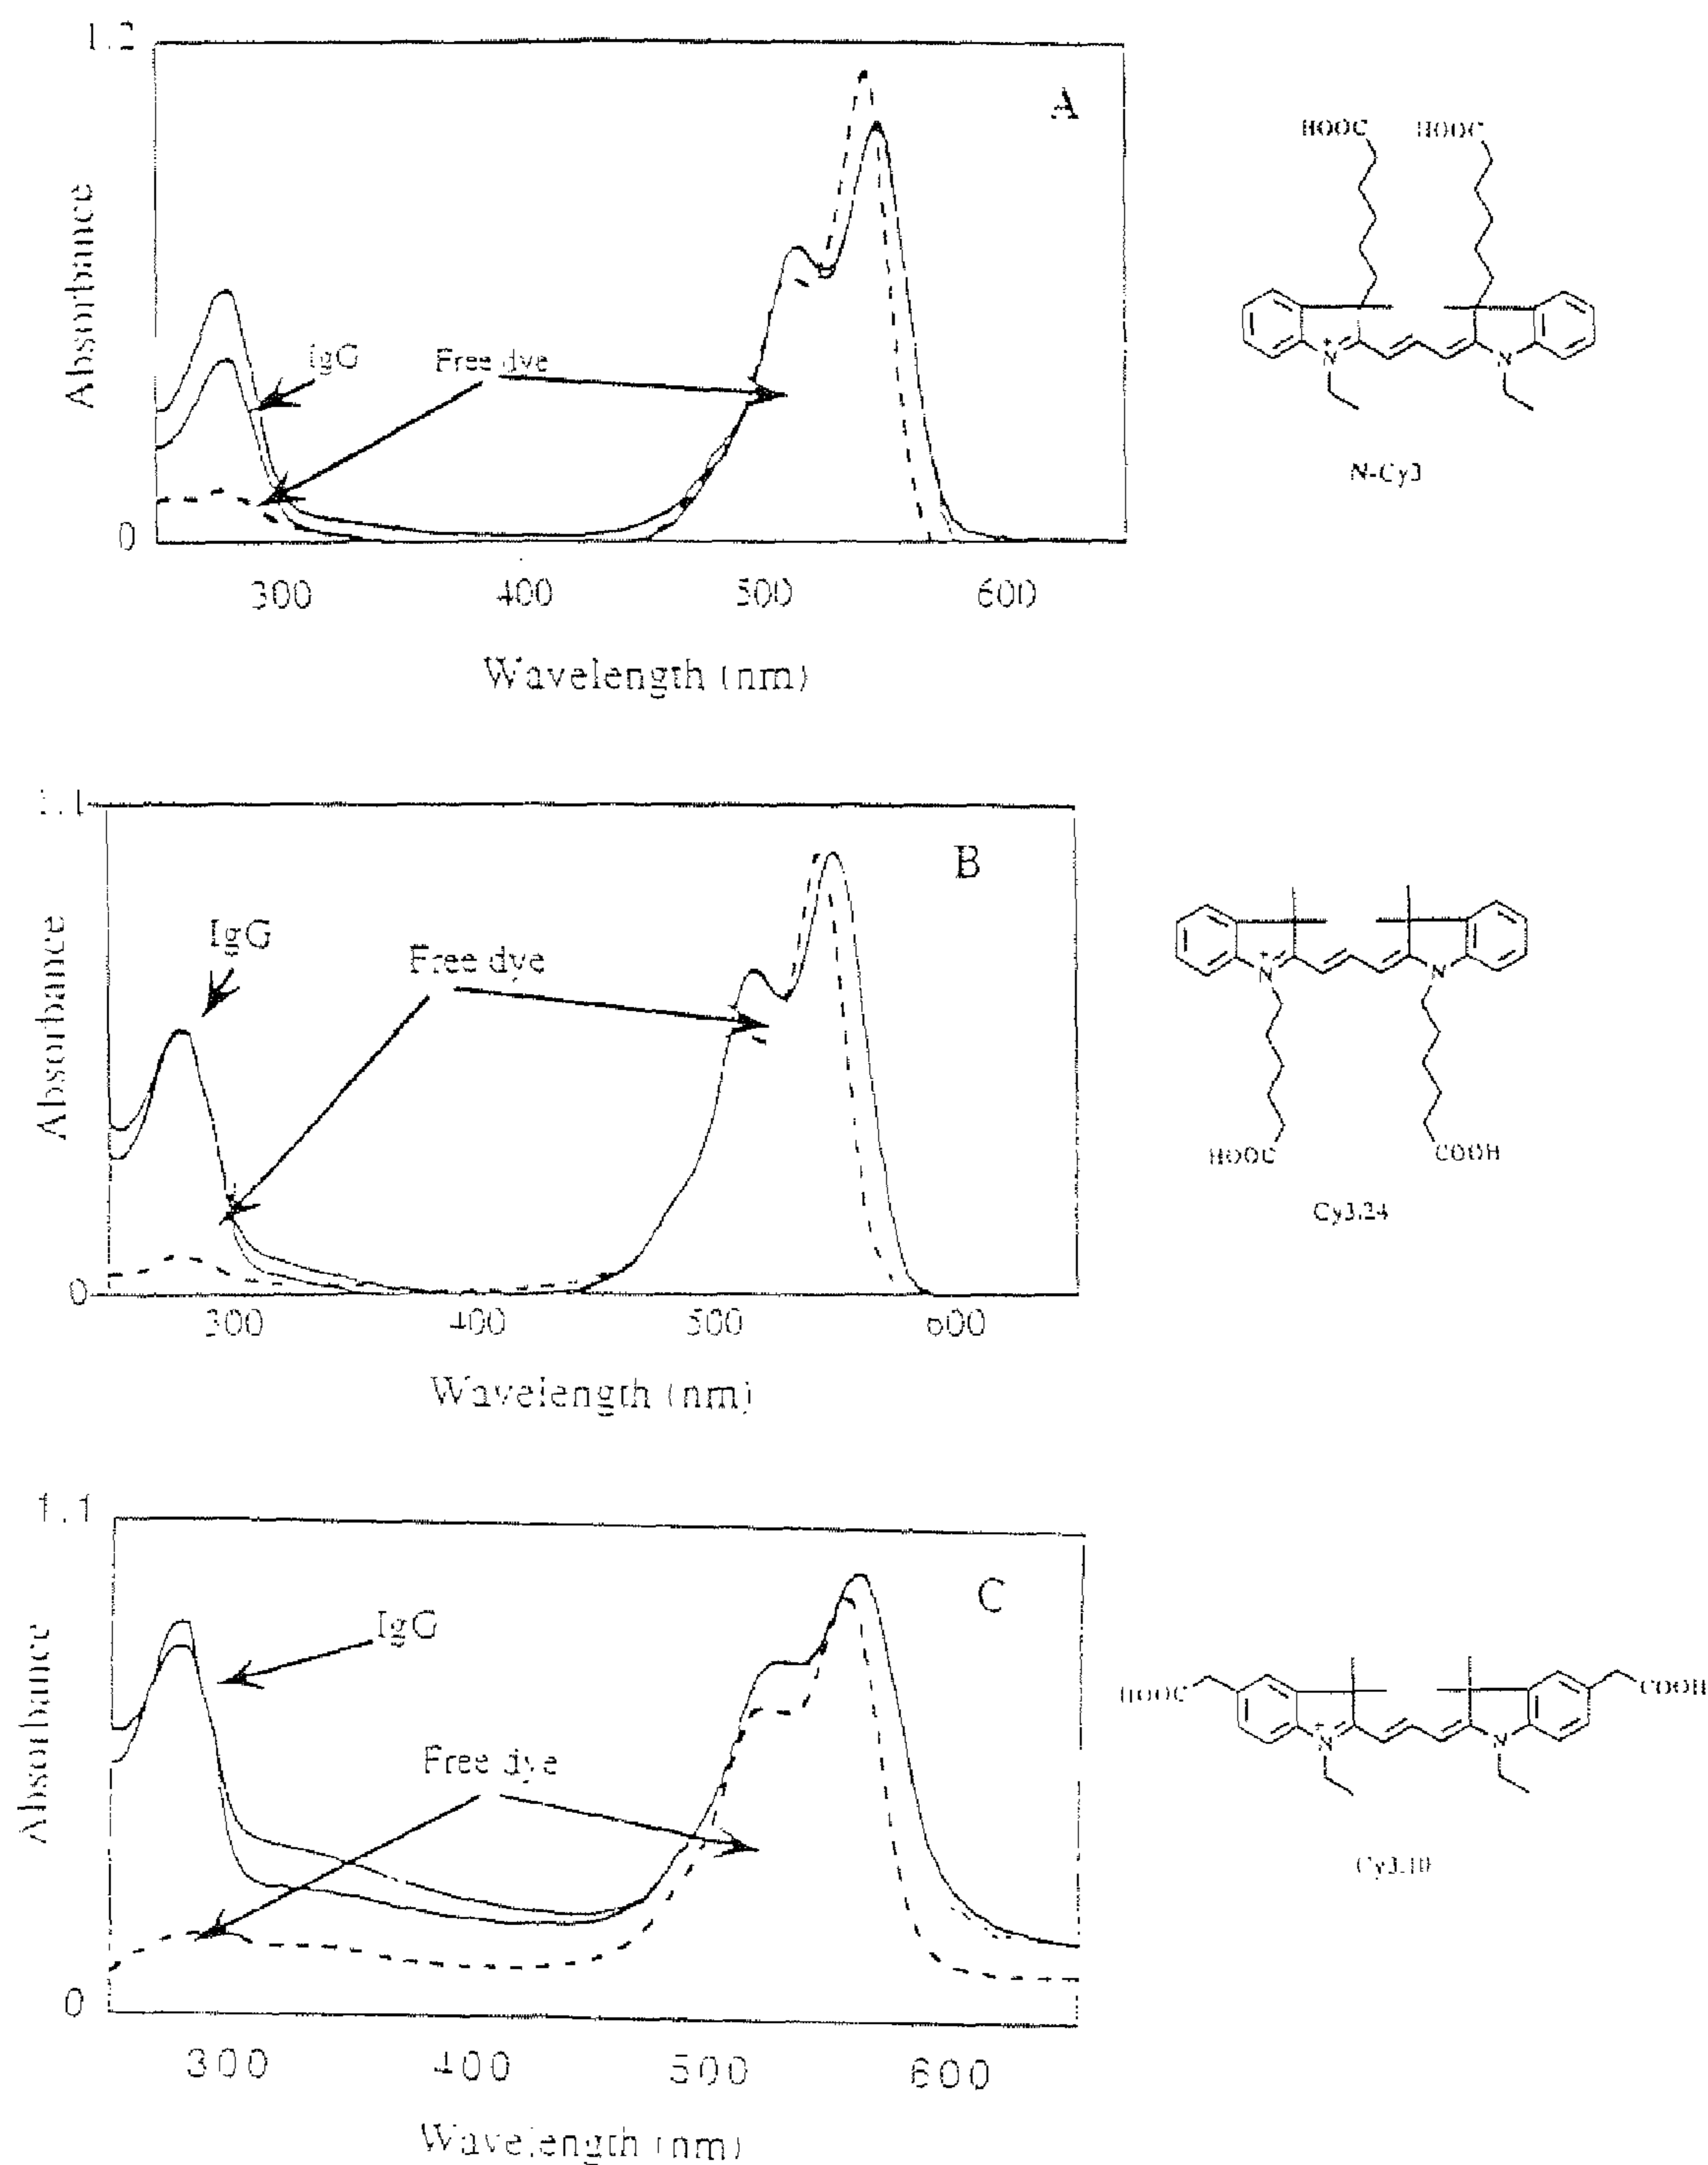 1.2
A
HOOC HOOC
Absorbance
IgG
Free dye
N
+
N
N-Cy3
0
300 400 500 600
Wavelength (nm)
1.1
B
IgG
Free dye
Absorbance
N
+
N
HOOC COOH
Cy3.24
0
300 400 500 600
Wavelength (nm)
1.1
C
IgG
HOOC COOH
Absorbance
Free dye
N
+
N
Cy3.10
0
300 400 500 600
Wavelength (nm)